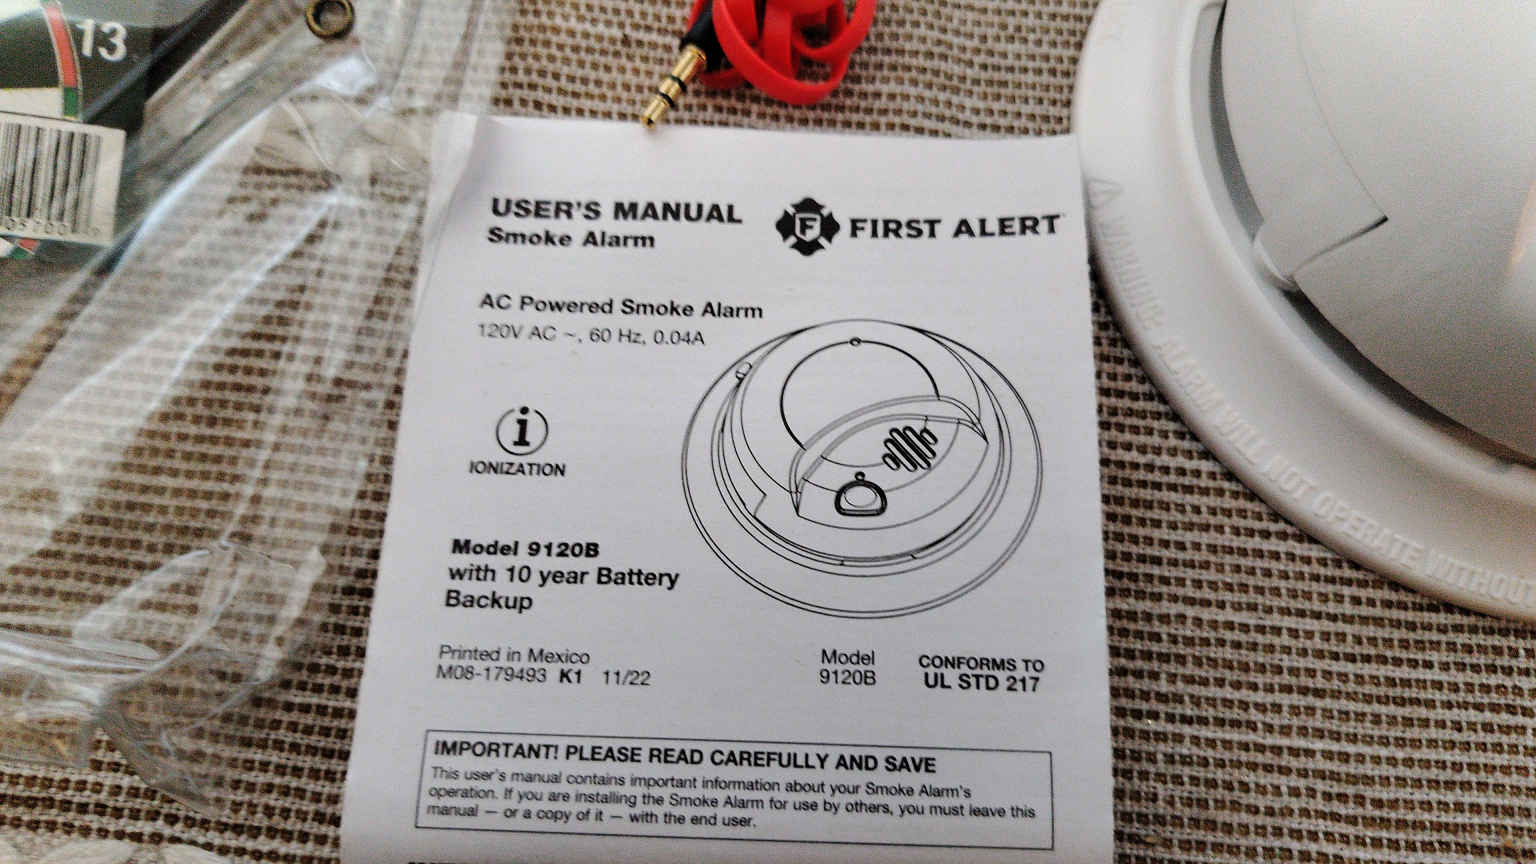 13
USER'S MANUAL
Smoke Alarm
F
FIRST ALERT
AC Powered Smoke Alarm
120V AC ~, 60 Hz, 0.04A
i
IONIZATION
Model 9120B
with 10 year Battery
Backup
Printed in Mexico
M08-179493 K1 11/22
Model
9120B
CONFORMS TO
UL STD 217
IMPORTANT! PLEASE READ CAREFULLY AND SAVE
This user's manual contains important information about your Smoke Alarm's
operation. If you are installing the Smoke Alarm for use by others, you must leave this
manual — or a copy of it — with the end user.
WARNING: ALARM WILL NOT OPERATE WITHOUT